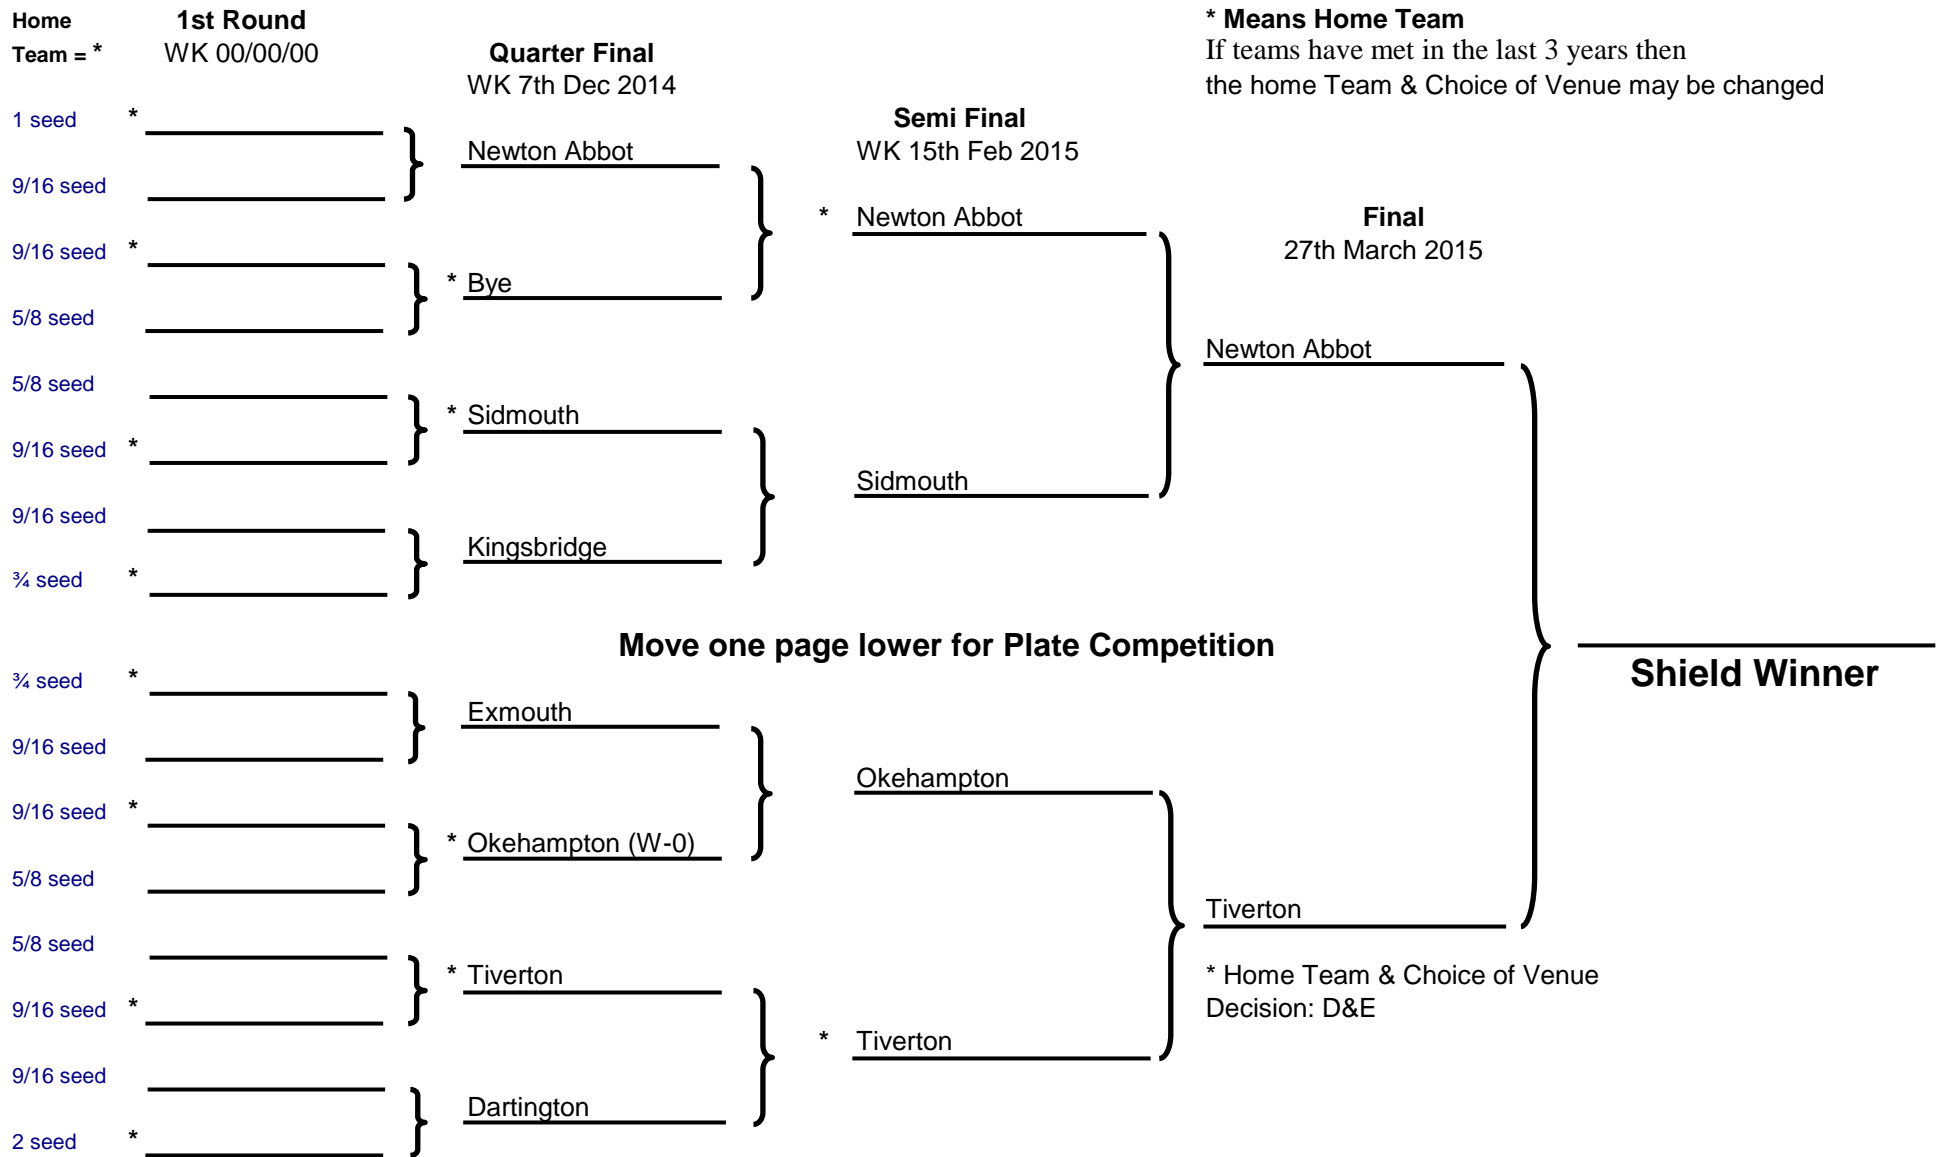 Home
Team = *
1st Round
WK 00/00/00
Quarter Final
WK 7th Dec 2014
Semi Final
WK 15th Feb 2015
Final
27th March 2015
* Means Home Team
If teams have met in the last 3 years then
the home Team & Choice of Venue may be changed
1 seed *
9/16 seed
9/16 seed *
5/8 seed
5/8 seed
9/16 seed *
9/16 seed
¾ seed *
Newton Abbot
* Bye
* Sidmouth
Kingsbridge
* Newton Abbot
Sidmouth
Newton Abbot
Move one page lower for Plate Competition
Shield Winner
¾ seed *
9/16 seed
9/16 seed *
5/8 seed
5/8 seed
9/16 seed *
9/16 seed
2 seed *
Exmouth
* Okehampton (W-0)
* Tiverton
Dartington
Okehampton
* Tiverton
Tiverton
* Home Team & Choice of Venue
Decision: D&E